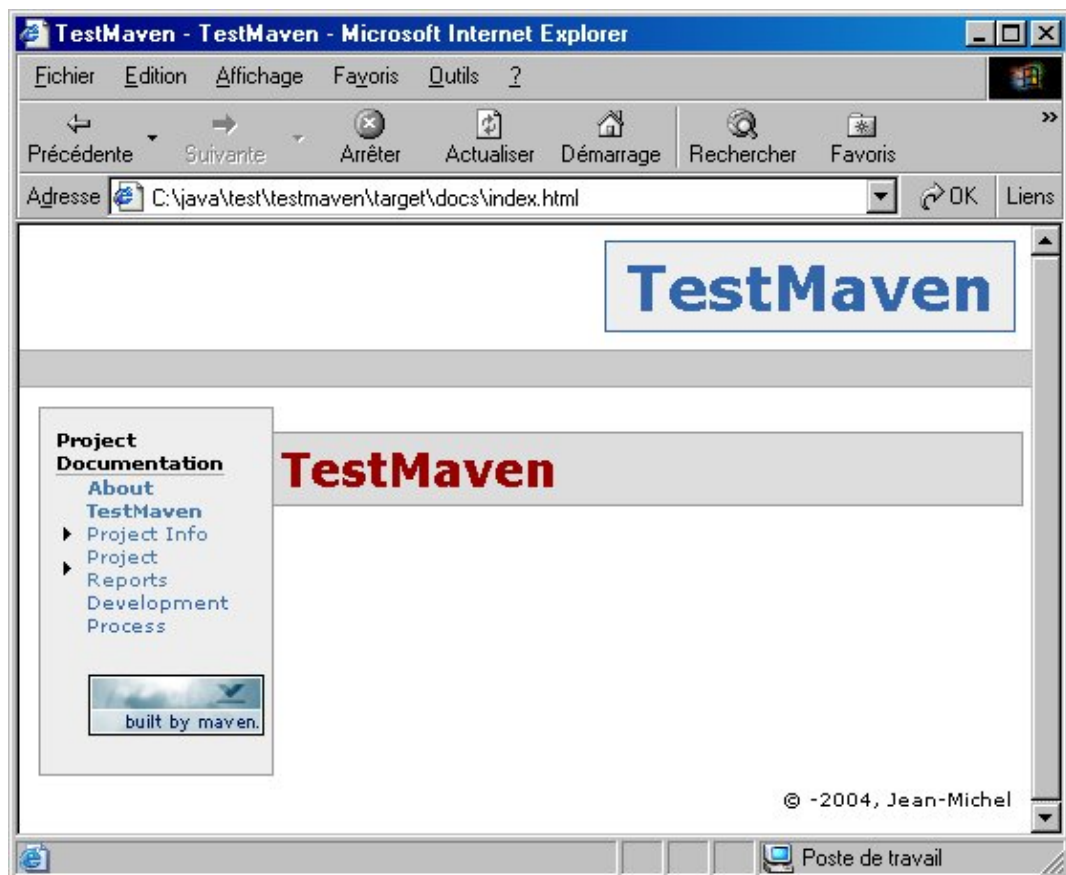 TestMaven - TestMaven - Microsoft Internet Explorer
Fichier Edition Affichage Favoris Outils ?
Précédente Suivante Arrêter Actualiser Démarrage Rechercher Favoris »
Adresse C:\java\test\testmaven\target\docs\index.html OK Liens
TestMaven
Project
Documentation
About
TestMaven
Project Info
Project
Reports
Development
Process
built by maven.
TestMaven
© -2004, Jean-Michel
Poste de travail